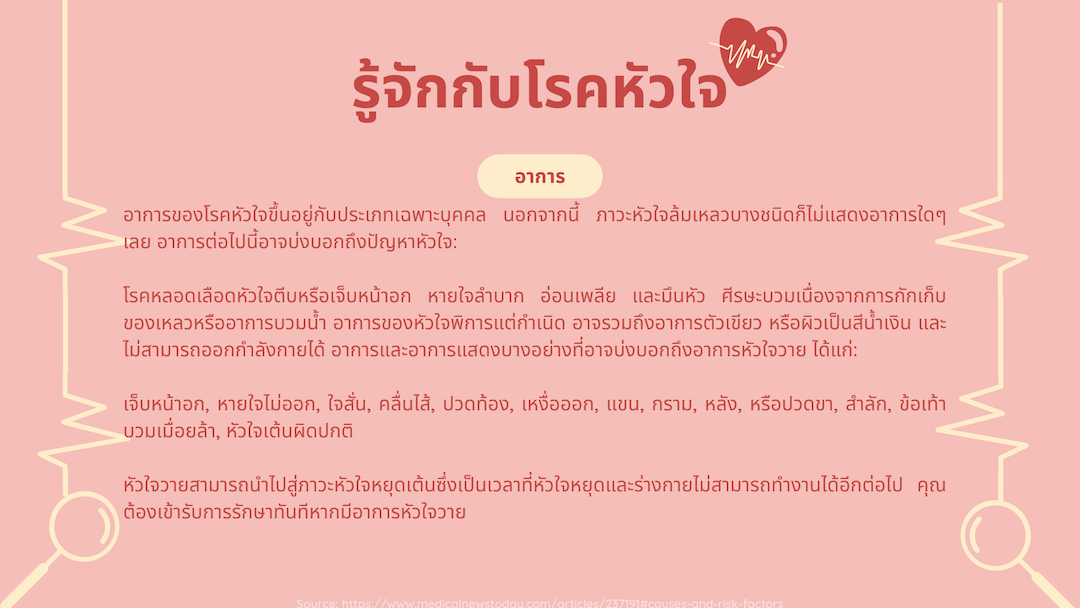 รู้จักกับโรคหัวใจ
อาการ
อาการของโรคหัวใจขึ้นอยู่กับประเภทเฉพาะบุคคล นอกจากนี้ ภาวะหัวใจล้มเหลวบางชนิดก็ไม่แสดงอาการใดๆ
เลย อาการต่อไปนี้อาจบ่งบอกถึงปัญหาหัวใจ:
โรคหลอดเลือดหัวใจตีบหรือเจ็บหน้าอก หายใจลำบาก อ่อนเพลีย และมึนหัว ศีรษะบวมเนื่องจากการกักเก็บ
ของเหลวหรืออาการบวมน้ำ อาการของหัวใจพิการแต่กำเนิด อาจรวมถึงอาการตัวเขียว หรือผิวเป็นสีน้ำเงิน และ
ไม่สามารถออกกำลังกายได้ อาการและอาการแสดงบางอย่างที่อาจบ่งบอกถึงอาการหัวใจวาย ได้แก่:
เจ็บหน้าอก, หายใจไม่ออก, ใจสั่น, คลื่นไส้, ปวดท้อง, เหงื่อออก, แขน, กราม, หลัง, หรือปวดขา, สำลัก, ข้อเท้า
บวมเมื่อยล้า, หัวใจเต้นผิดปกติ
หัวใจวายสามารถนำไปสู่ภาวะหัวใจหยุดเต้นซึ่งเป็นเวลาที่หัวใจหยุดและร่างกายไม่สามารถทำงานได้อีกต่อไป คุณ
ต้องเข้ารับการรักษาทันทีหากมีอาการหัวใจวาย
Source: https://www.medicalnewstoday.com/articles/237191#causes-and-risk-factors